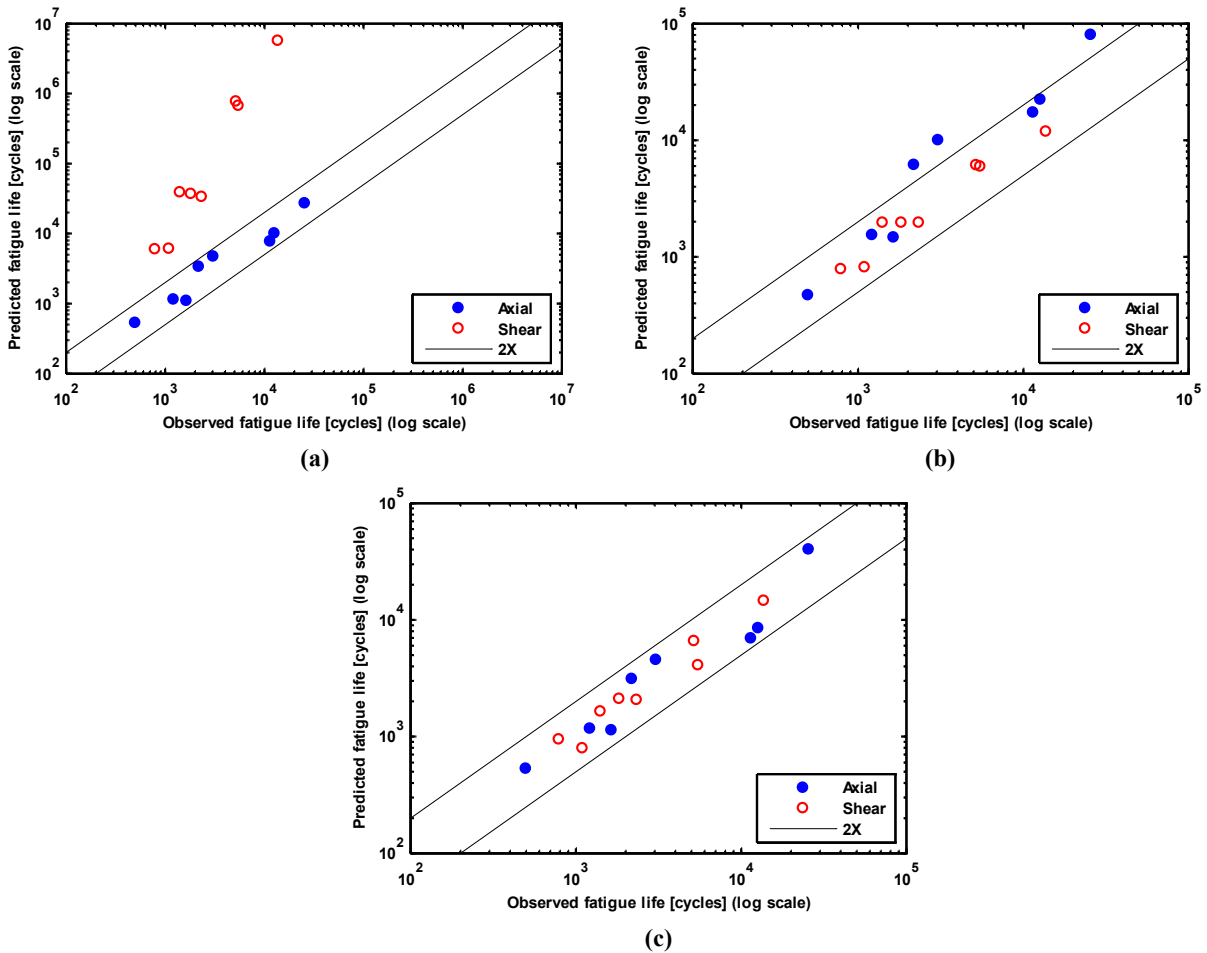 10^7
10^6
10^5
10^4
10^3
10^2
Predicted fatigue life [cycles] (log scale)
Axial
Shear
2X
10^2 10^3 10^4 10^5 10^6 10^7
Observed fatigue life [cycles] (log scale)
(a)
10^5
10^4
10^3
10^2
Predicted fatigue life [cycles] (log scale)
Axial
Shear
2X
10^2 10^3 10^4 10^5
Observed fatigue life [cycles] (log scale)
(b)
10^5
10^4
10^3
10^2
Predicted fatigue life [cycles] (log scale)
Axial
Shear
2X
10^2 10^3 10^4 10^5
Observed fatigue life [cycles] (log scale)
(c)